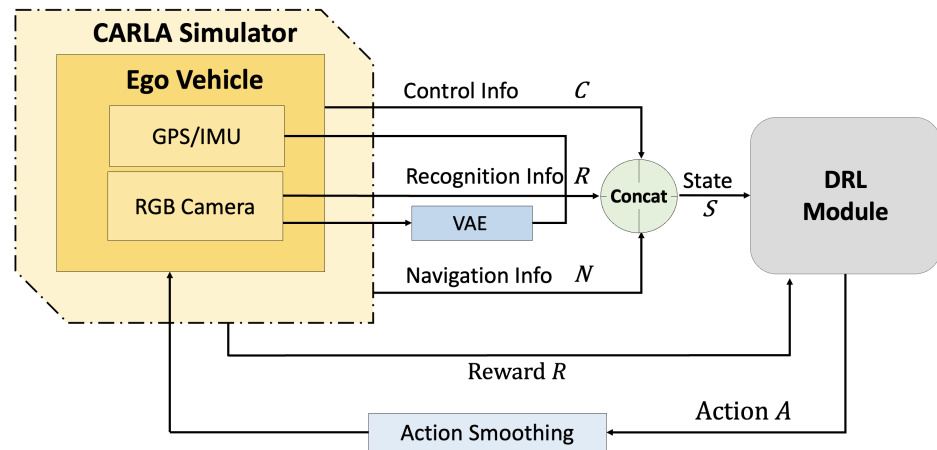 CARLA Simulator
Ego Vehicle
GPS/IMU
RGB Camera
Control Info C
Recognition Info R
VAE
Navigation Info N
Concat
State
S
DRL
Module
Reward R
Action A
Action Smoothing